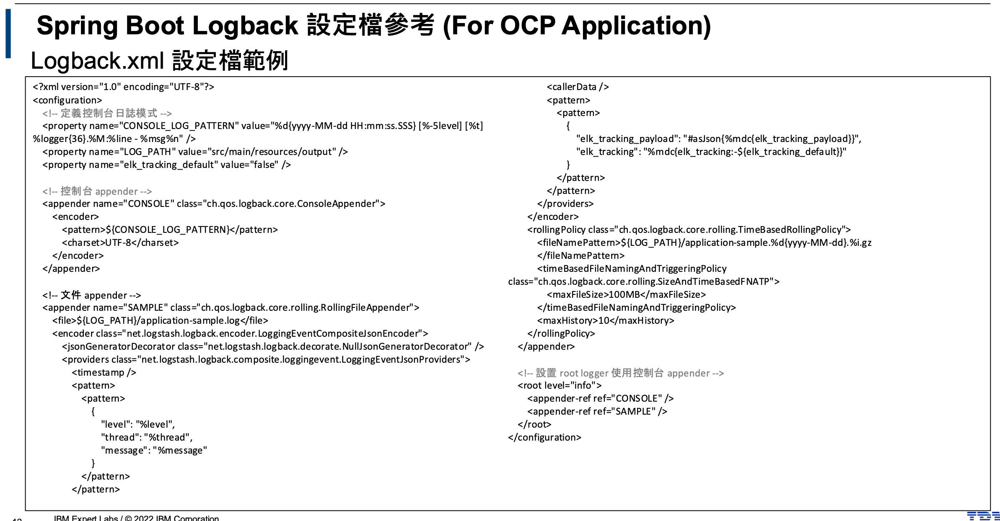 Spring Boot Logback 設定檔參考 (For OCP Application)
Logback.xml 設定檔範例
<?xml version="1.0" encoding="UTF-8"?>
<configuration>
  <!-- 定義控制台日誌模式 -->
  <property name="CONSOLE_LOG_PATTERN" value="%d{yyyy-MM-dd HH:mm:ss.SSS} [%-5level] [%t]
%logger{36}.%M:%line - %msg%n" />
  <property name="LOG_PATH" value="src/main/resources/output" />
  <property name="elk_tracking_default" value="false" />
  <!-- 控制台 appender -->
  <appender name="CONSOLE" class="ch.qos.logback.core.ConsoleAppender">
    <encoder>
      <pattern>${CONSOLE_LOG_PATTERN}</pattern>
      <charset>UTF-8</charset>
    </encoder>
  </appender>
  <!-- 文件 appender -->
  <appender name="SAMPLE" class="ch.qos.logback.core.rolling.RollingFileAppender">
    <file>${LOG_PATH}/application-sample.log</file>
    <encoder class="net.logstash.logback.encoder.LoggingEventCompositeJsonEncoder">
      <jsonGeneratorDecorator class="net.logstash.logback.decorate.NullJsonGeneratorDecorator" />
      <providers class="net.logstash.logback.composite.loggingevent.LoggingEventJsonProviders">
        <timestamp />
        <pattern>
          <pattern>
            {
              "level": "%level",
              "thread": "%thread",
              "message": "%message"
            }
          </pattern>
        </pattern>
        <callerData />
        <pattern>
          <pattern>
            {
              "elk_tracking_payload": "#asJson{%mdc{elk_tracking_payload}}",
              "elk_tracking": "%mdc{elk_tracking:-${elk_tracking_default}}"
            }
          </pattern>
        </pattern>
      </providers>
    </encoder>
    <rollingPolicy class="ch.qos.logback.core.rolling.TimeBasedRollingPolicy">
      <fileNamePattern>${LOG_PATH}/application-sample.%d{yyyy-MM-dd}.%i.gz
      </fileNamePattern>
      <timeBasedFileNamingAndTriggeringPolicy
class="ch.qos.logback.core.rolling.SizeAndTimeBasedFNATP">
        <maxFileSize>100MB</maxFileSize>
      </timeBasedFileNamingAndTriggeringPolicy>
      <maxHistory>10</maxHistory>
    </rollingPolicy>
  </appender>
  <!-- 設置 root logger 使用控制台 appender -->
  <root level="info">
    <appender-ref ref="CONSOLE" />
    <appender-ref ref="SAMPLE" />
  </root>
</configuration>
IBM Expert Labs / © 2022 IBM Corporation